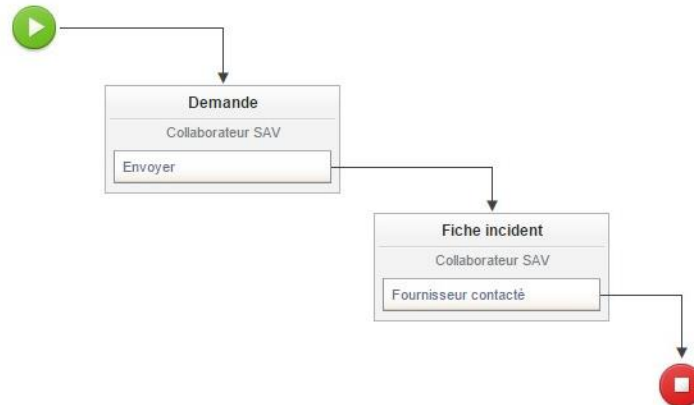 Demande
Collaborateur SAV
Envoyer
Fiche incident
Collaborateur SAV
Fournisseur contacté